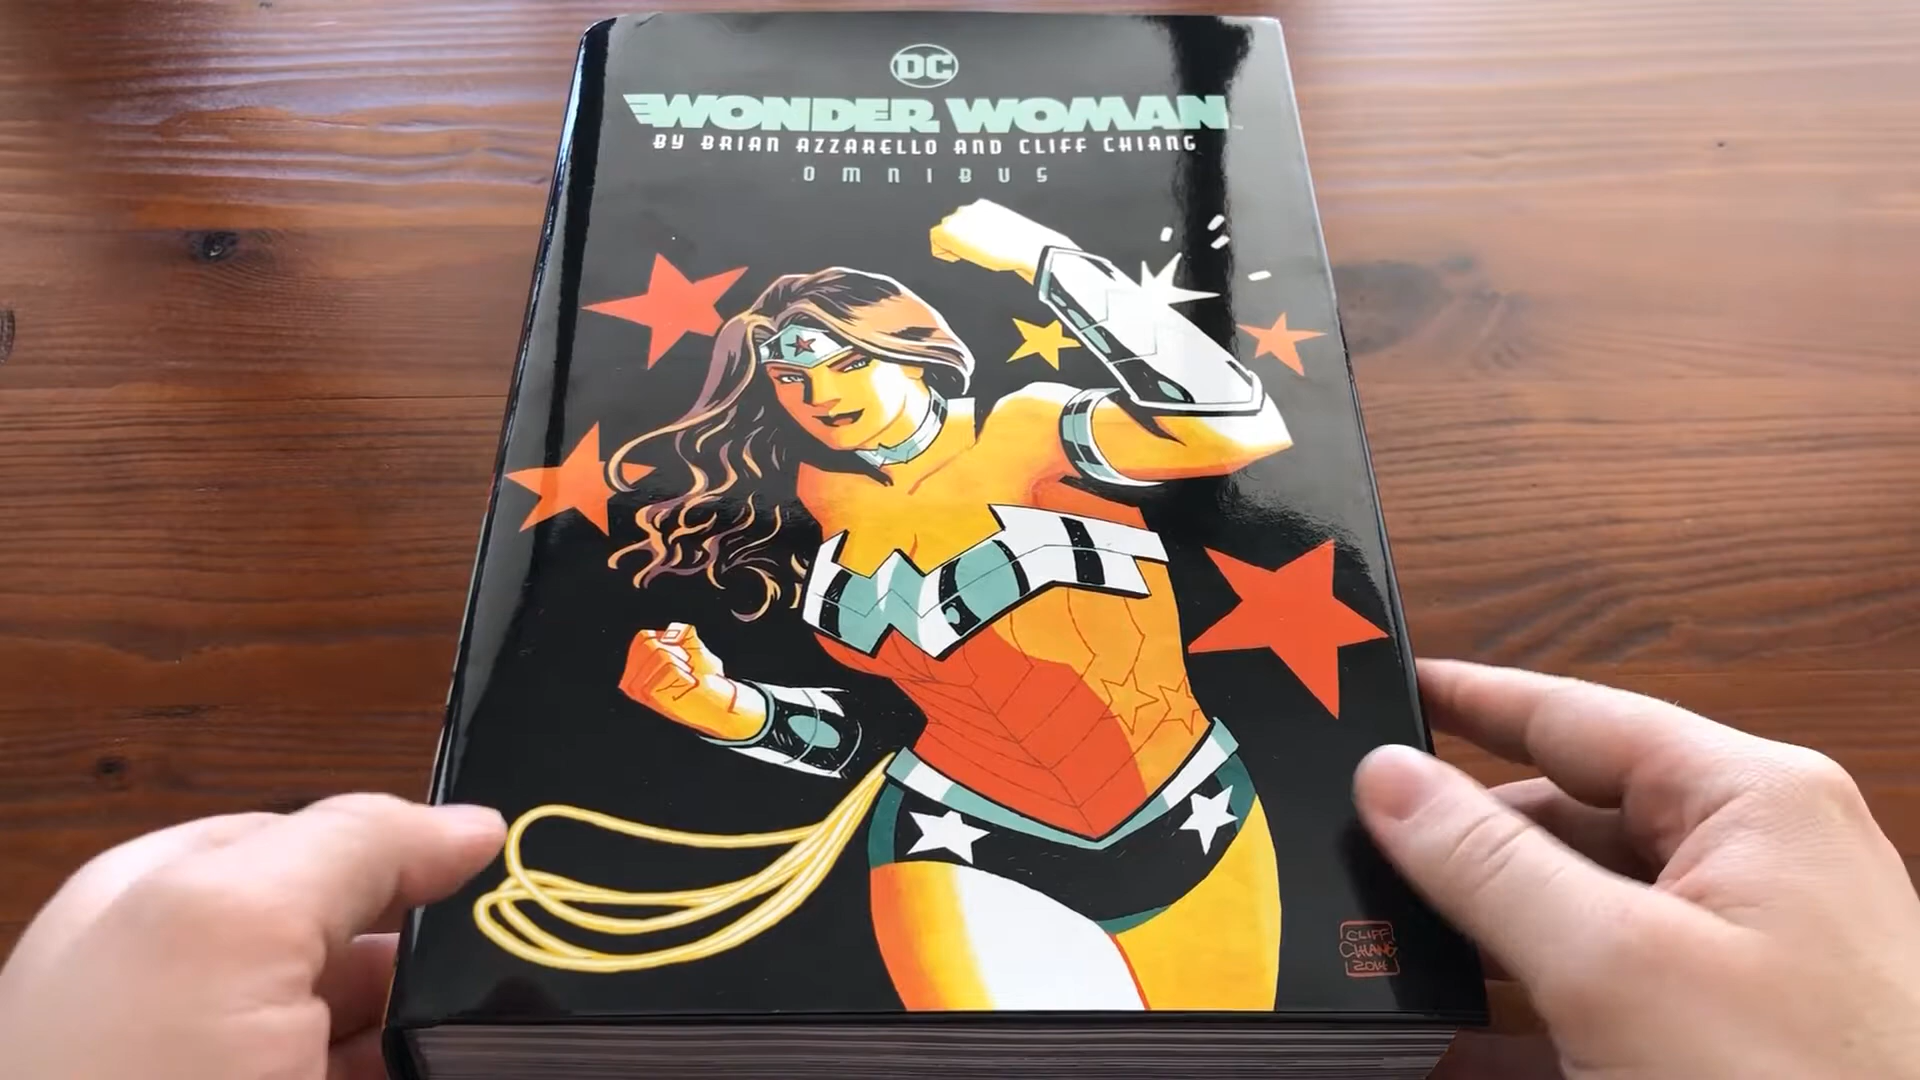 DC
WONDER WOMAN
BY BRIAN AZZARELLO AND CLIFF CHIANG
OMNIBUS
CLIFF
CHIANG
2014